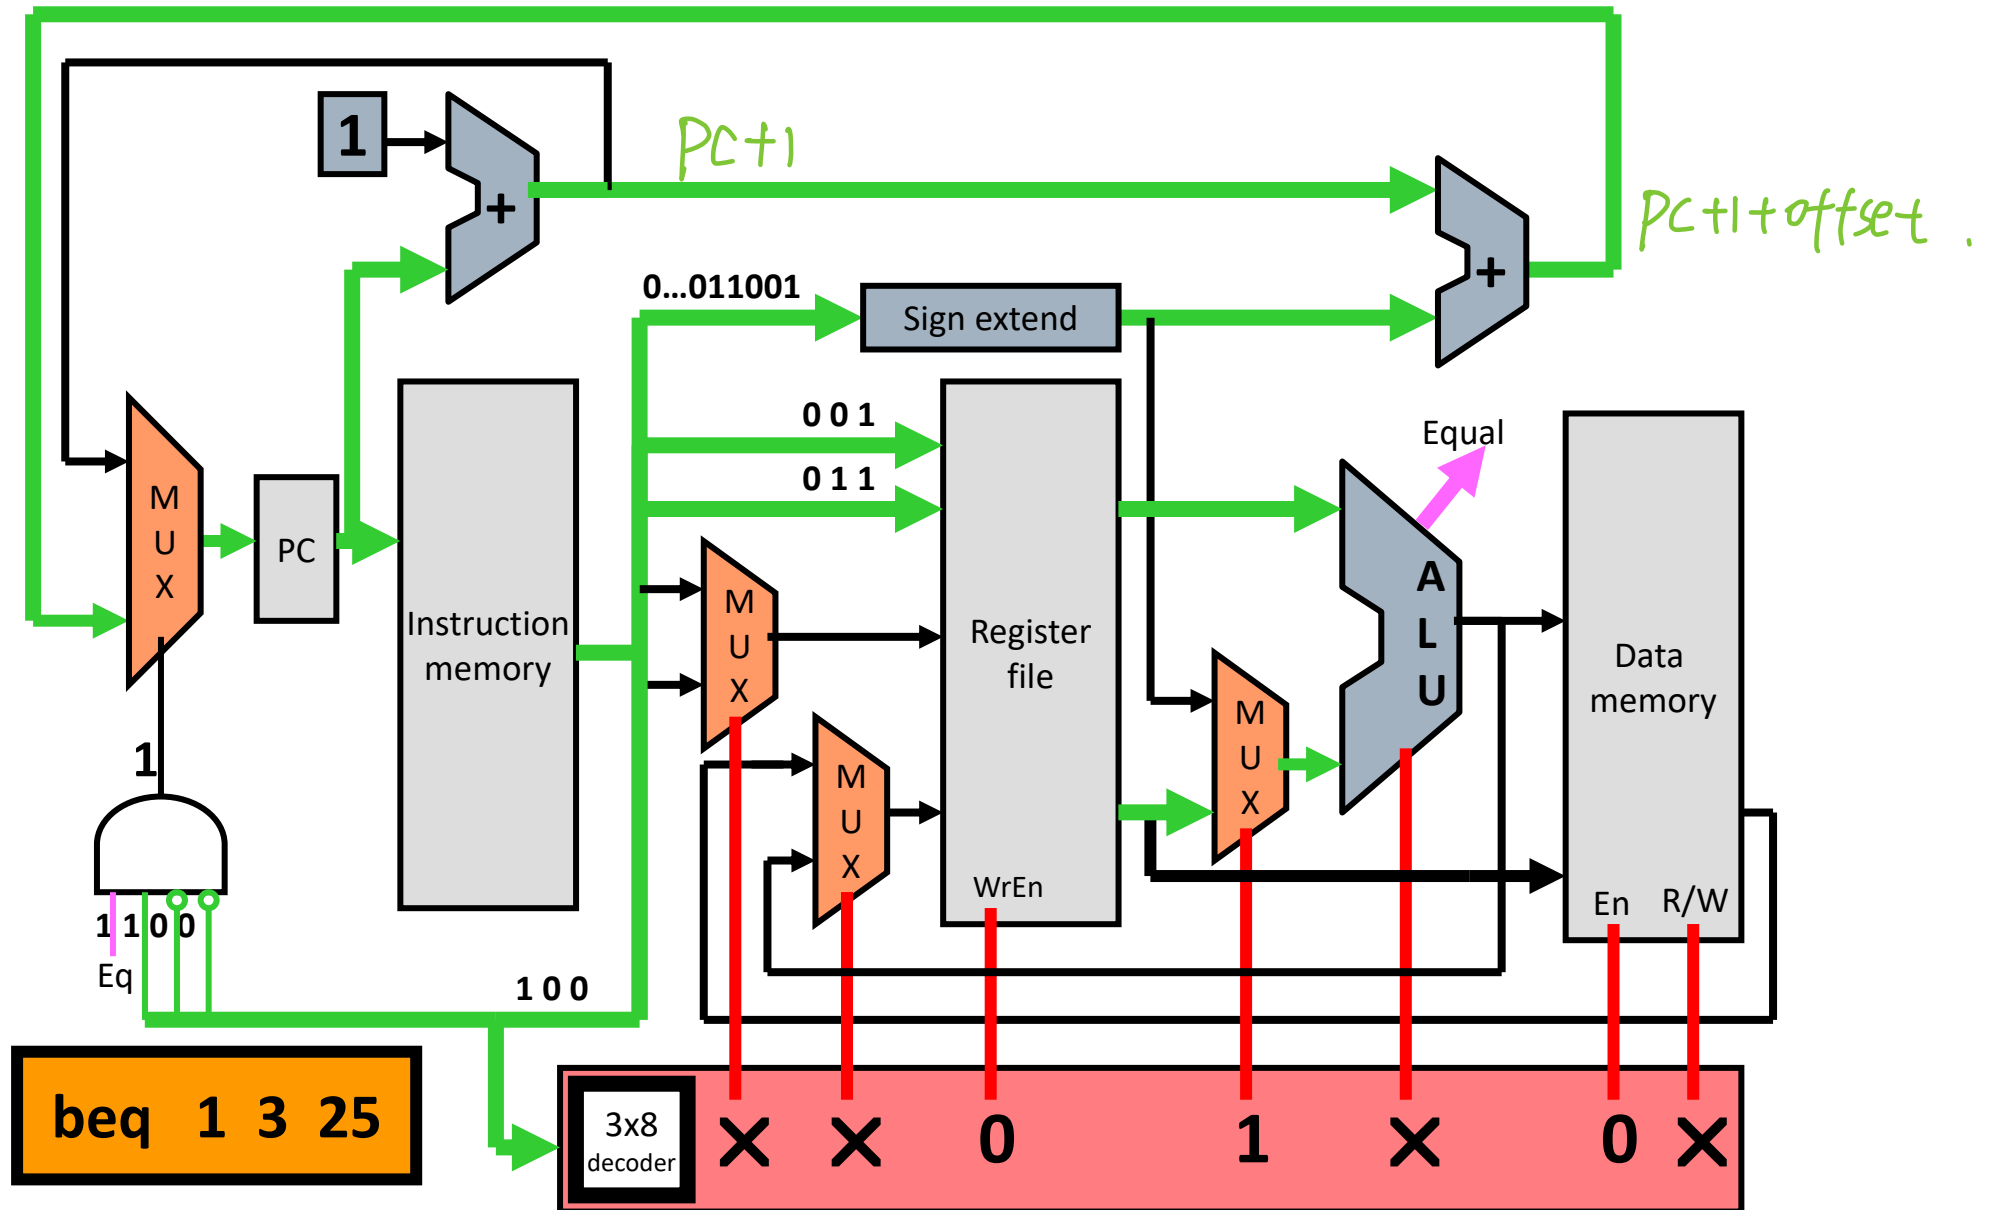 1
+
PC+1
+
PC+1+offset.
0...011001
Sign extend
0 0 1
0 1 1
Equal
M
U
X
PC
Instruction
memory
M
U
X
Register
file
WrEn
M
U
X
M
U
X
A
L
U
Data
memory
En
R/W
1
1 1 0 0
Eq
1 0 0
beq 1 3 25
3x8
decoder
X X 0 1 X 0 X